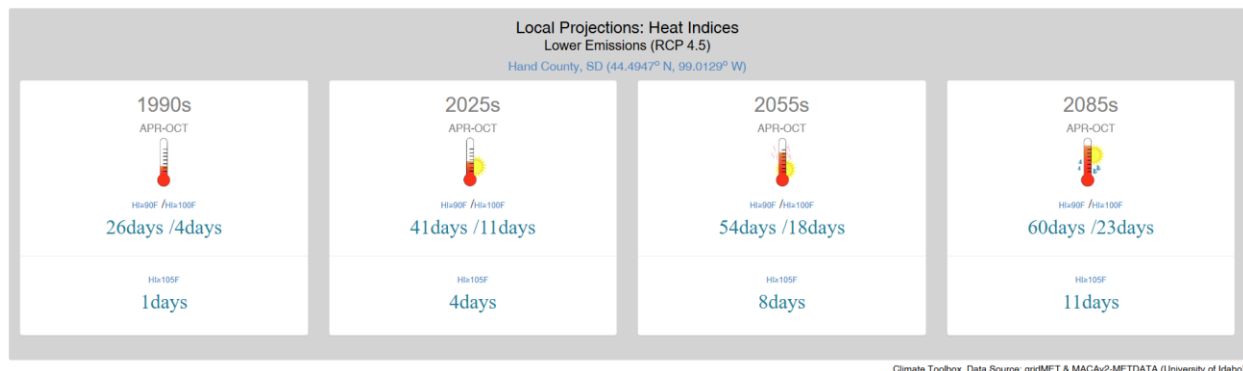 Local Projections: Heat Indices
Lower Emissions (RCP 4.5)
Hand County, SD (44.4947º N, 99.0129º W)
1990s
APR-OCT
HI≥90F /HI≥100F
26days /4days
HI≥105F
1days
2025s
APR-OCT
HI≥90F /HI≥100F
41days /11days
HI≥105F
4days
2055s
APR-OCT
HI≥90F /HI≥100F
54days /18days
HI≥105F
8days
2085s
APR-OCT
HI≥90F /HI≥100F
60days /23days
HI≥105F
11days
Climate Toolbox, Data Source: gridMET & MACAv2-METDATA (University of Idaho)